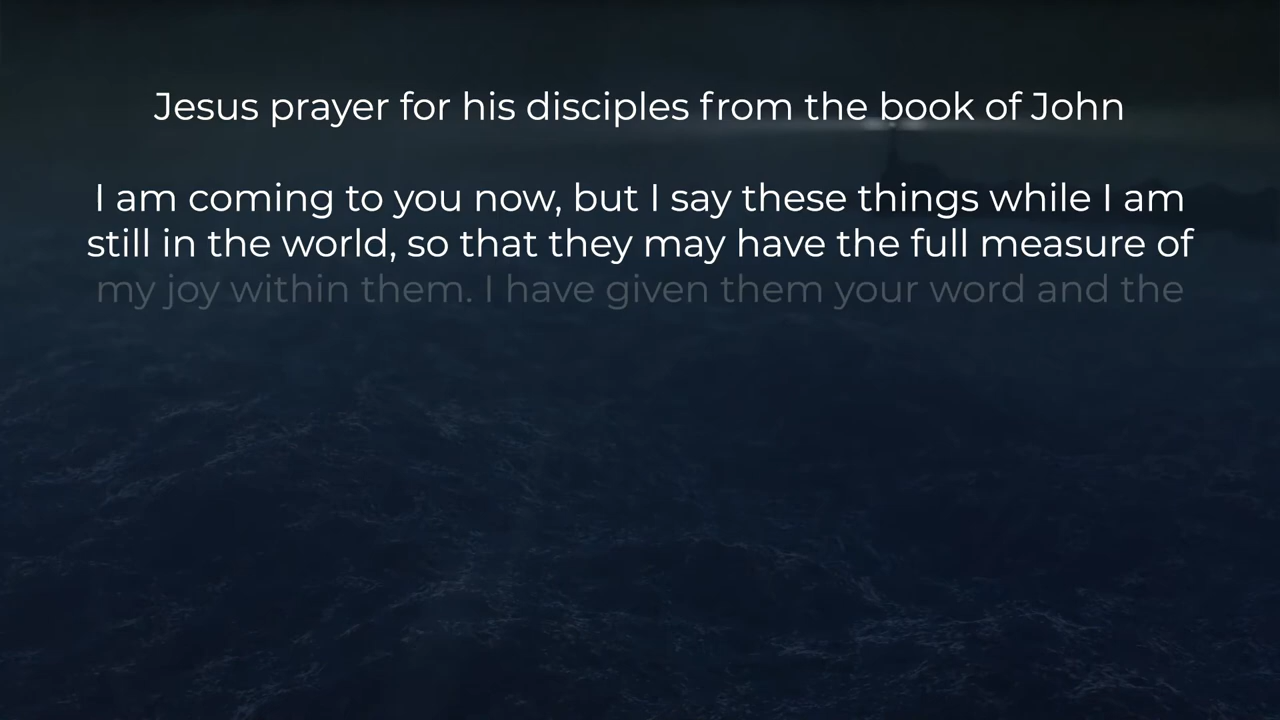 Jesus prayer for his disciples from the book of John
I am coming to you now, but I say these things while I am
still in the world, so that they may have the full measure of
my joy within them. I have given them your word and the